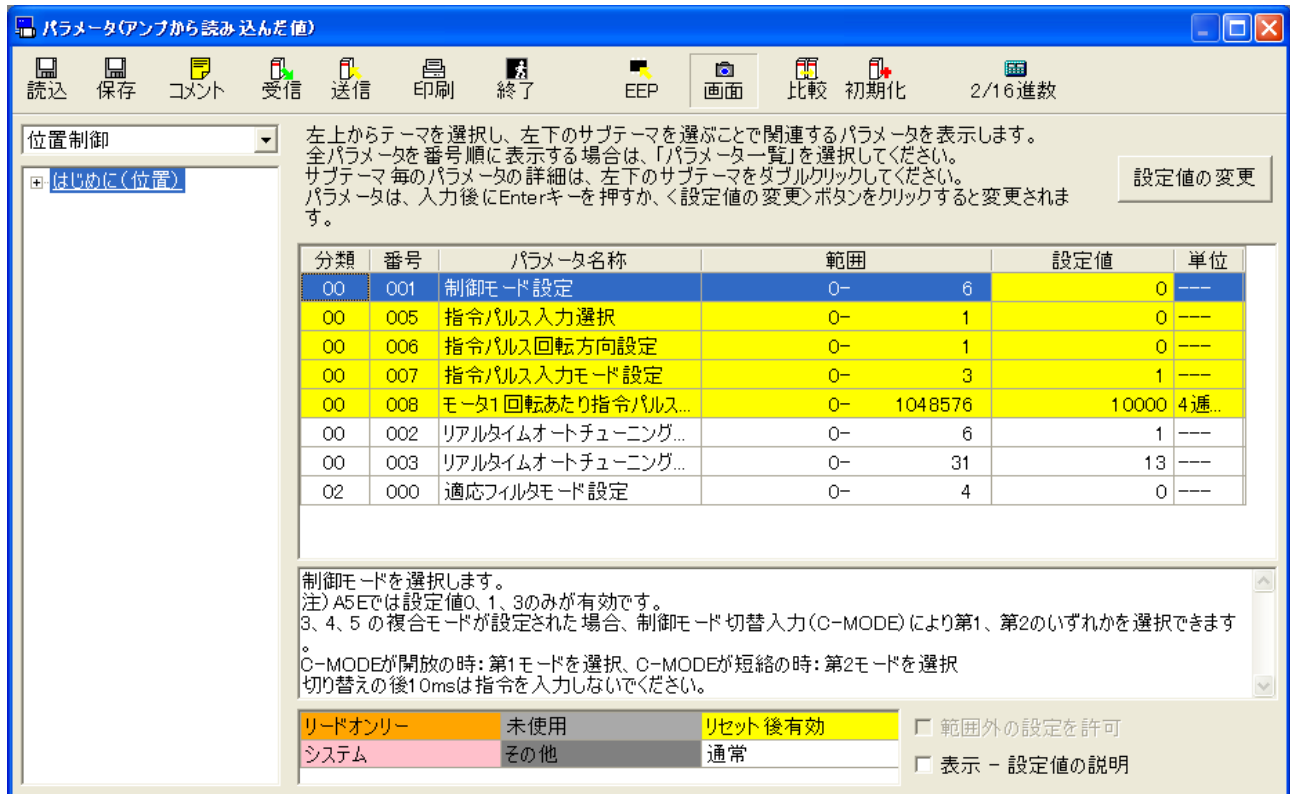 パラメータ(アンプから読み込んだ値)
読込 保存 コメント 受信 送信 印刷 終了 EEP 画面 比較 初期化 2/16進数
位置制御
はじめに(位置)
左上からテーマを選択し、左下のサブテーマを選ぶことで関連するパラメータを表示します。
全パラメータを番号順に表示する場合は、「パラメーター覧」を選択してください。
サブテーマ毎のパラメータの詳細は、左下のサブテーマをダブルクリックしてください。
パラメータは、入力後にEnterキーを押すか、<設定値の変更>ボタンをクリックすると変更されま
す。
設定値の変更
分類 番号 パラメータ名称 範囲 設定値 単位
00 001 制御モード設定 0- 6 0 ---
00 005 指令パルス入力選択 0- 1 0 ---
00 006 指令パルス回転方向設定 0- 1 0 ---
00 007 指令パルス入力モード設定 0- 3 1 ---
00 008 モータ1回転あたり指令パルス... 0- 1048576 10000 4逓...
00 002 リアルタイムオートチューニング... 0- 6 1 ---
00 003 リアルタイムオートチューニング... 0- 31 13 ---
02 000 適応フィルタモード設定 0- 4 0 ---
制御モードを選択します。
注)A5Eでは設定値0、1、3のみが有効です。
3、4、5 の複合モードが設定された場合、制御モード切替入力(C-MODE)により第1、第2のいずれかを選択できます
。
C-MODEが開放の時:第1モードを選択、C-MODEが短絡の時:第2モードを選択
切り替えの後10msは指令を入力しないでください。
リードオンリー 未使用 リセット後有効
システム その他 通常
範囲外の設定を許可
表示 - 設定値の説明